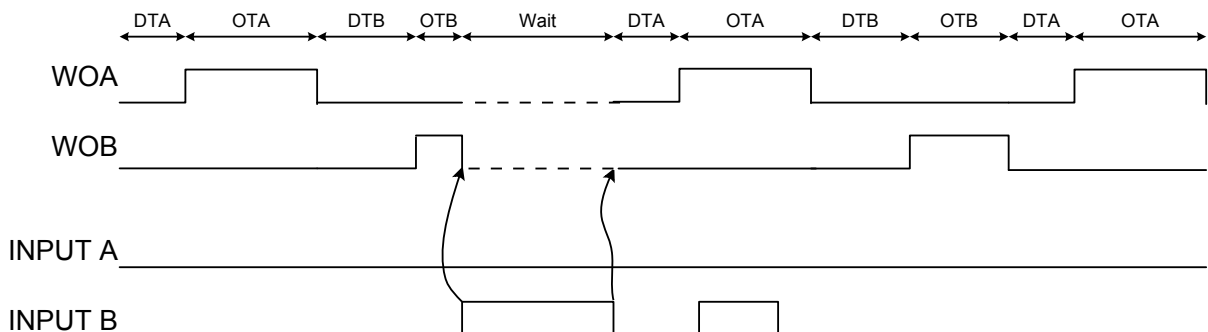 DTA OTA DTB OTB Wait DTA OTA DTB OTB DTA OTA
WOA
WOB
INPUT A
INPUT B